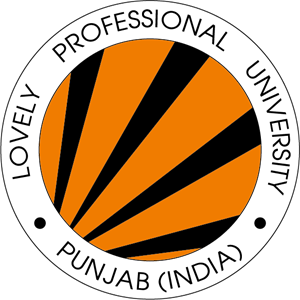 LOVELY PROFESSIONAL UNIVERSITY
PUNJAB (INDIA)